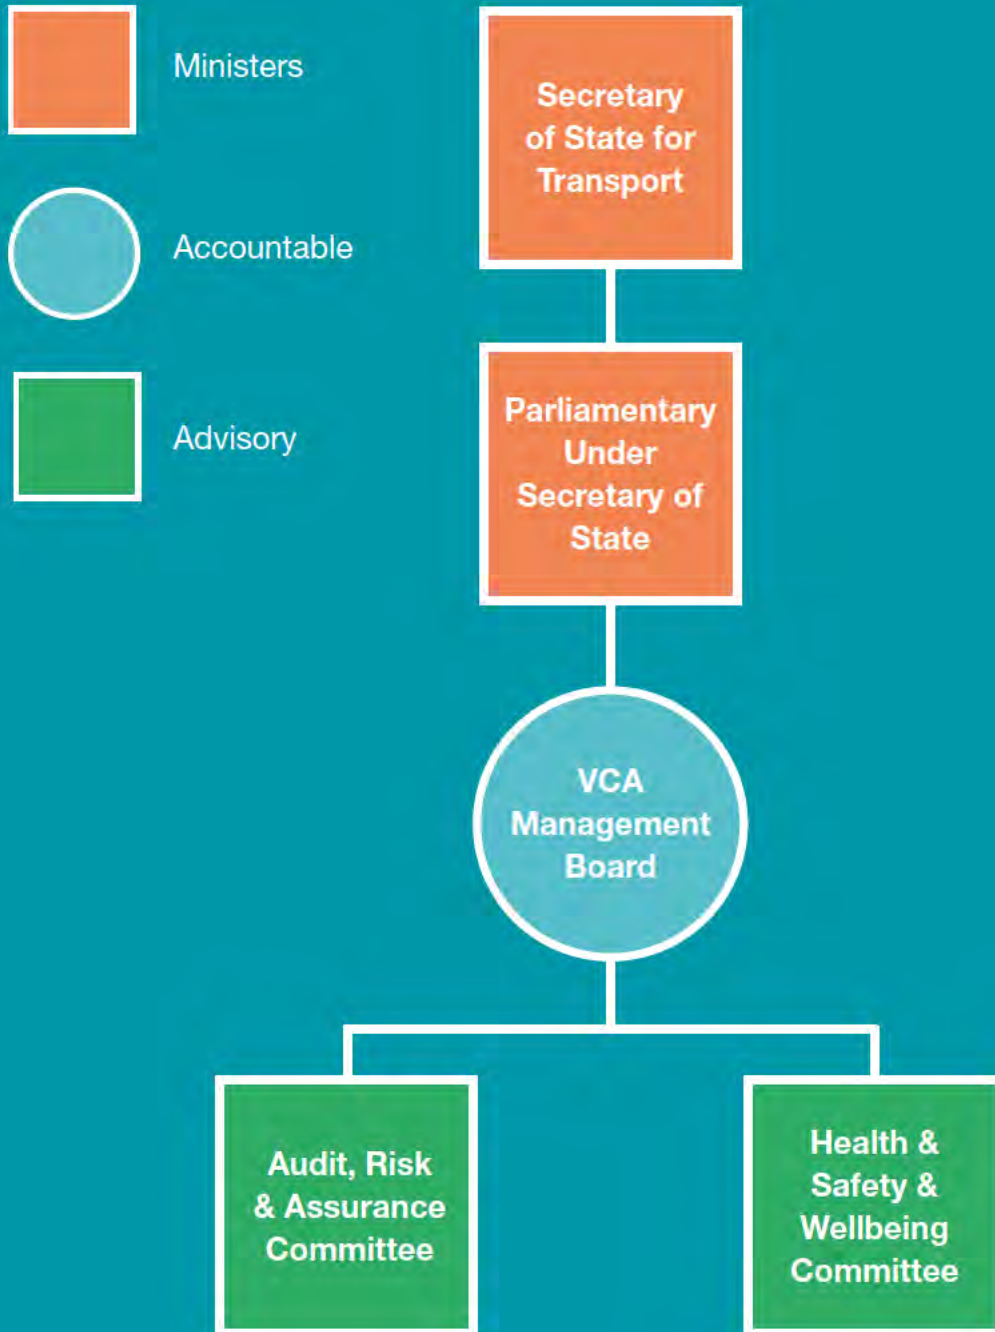 Ministers
Accountable
Advisory
Secretary
of State for
Transport
Parliamentary
Under
Secretary of
State
VCA
Management
Board
Audit, Risk
& Assurance
Committee
Health &
Safety &
Wellbeing
Committee